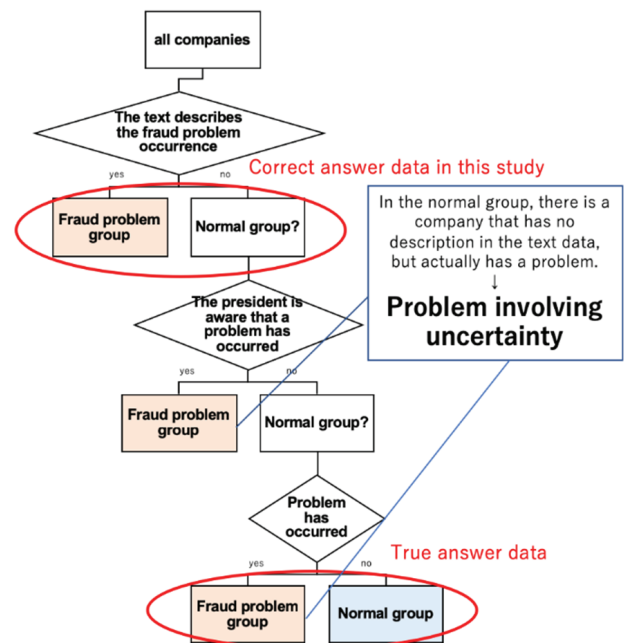 all companies
The text describes
the fraud problem
occurrence
Correct answer data in this study
yes
no
Fraud problem
group
Normal group?
In the normal group, there is a
company that has no
description in the text data,
but actually has a problem.
↓
Problem involving
uncertainty
The president is
aware that a
problem has
occurred
yes
no
Fraud problem
group
Normal group?
Problem
has
occurred
True answer data
yes
no
Fraud problem
group
Normal group